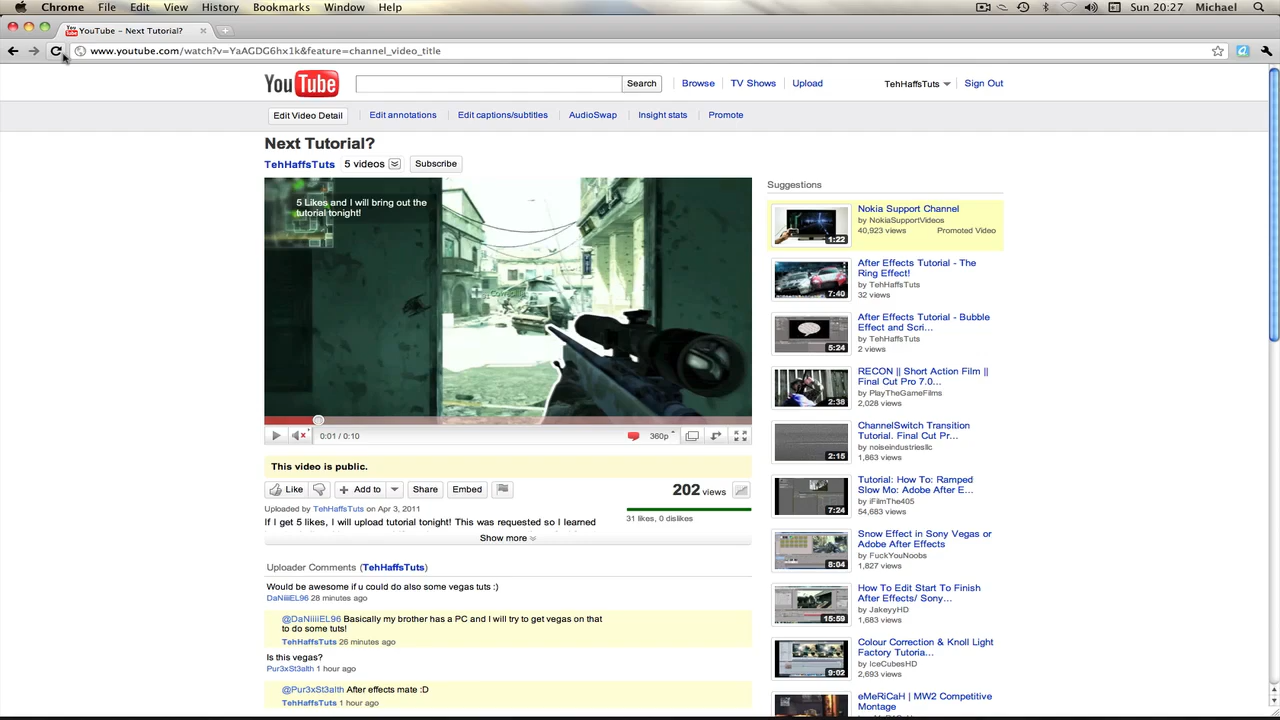 Chrome File Edit View History Bookmarks Window Help Sun 20:27 Michael
YouTube – Next Tutorial?
www.youtube.com/watch?v=YaAGDG6hx1k&feature=channel_video_title
YouTube Search Browse TV Shows Upload TehHaffsTuts Sign Out
Edit Video Detail Edit annotations Edit captions/subtitles AudioSwap Insight stats Promote
Next Tutorial?
TehHaffsTuts 5 videos Subscribe
5 Likes and I will bring out the
tutorial tonight!
0:01 / 0:10 360p
This video is public.
Like Add to Share Embed 202 views
Uploaded by TehHaffsTuts on Apr 3, 2011
31 likes, 0 dislikes
If I get 5 likes, I will upload tutorial tonight! This was requested so I learned
Show more
Uploader Comments (TehHaffsTuts)
Would be awesome if u could do also some vegas tuts :)
DaNiiiiEL96 28 minutes ago
@DaNiiiiEL96 Basically my brother has a PC and I will try to get vegas on that
to do some tuts!
TehHaffsTuts 26 minutes ago
Is this vegas?
Pur3xSt3alth 1 hour ago
@Pur3xSt3alth After effects mate :D
TehHaffsTuts 1 hour ago
Suggestions
Nokia Support Channel
by NokiaSupportVideos
40,923 views Promoted Video
1:22
After Effects Tutorial - The
Ring Effect!
by TehHaffsTuts
32 views
7:40
After Effects Tutorial - Bubble
Effect and Scri...
by TehHaffsTuts
2 views
5:24
RECON || Short Action Film ||
Final Cut Pro 7.0...
by PlayTheGameFilms
2,028 views
2:38
ChannelSwitch Transition
Tutorial. Final Cut Pr...
by noiseindustriesllc
1,863 views
2:15
Tutorial: How To: Ramped
Slow Mo: Adobe After E...
by iFilmThe405
54,683 views
7:24
Snow Effect in Sony Vegas or
Adobe After Effects
by FuckYouNoobs
1,827 views
8:04
How To Edit Start To Finish
After Effects/ Sony...
by JakeyyHD
1,683 views
15:59
Colour Correction & Knoll Light
Factory Tutoria...
by IceCubesHD
2,693 views
9:02
eMeRiCaH | MW2 Competitive
Montage